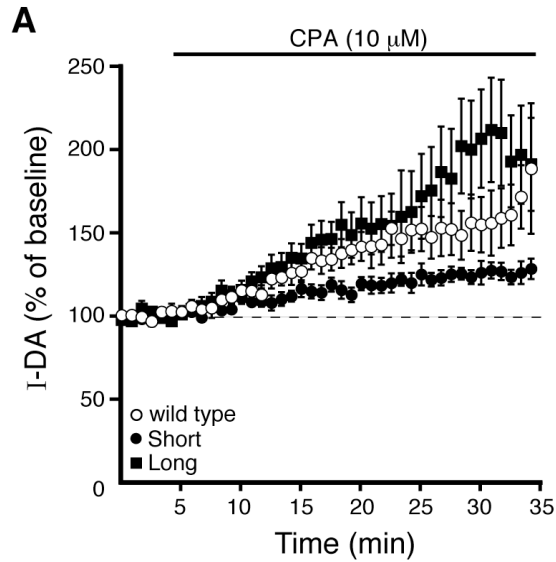 A
CPA (10 μM)
250
200
150
100
50
0
I-DA (% of baseline)
wild type
Short
Long
5 10 15 20 25 30 35
Time (min)